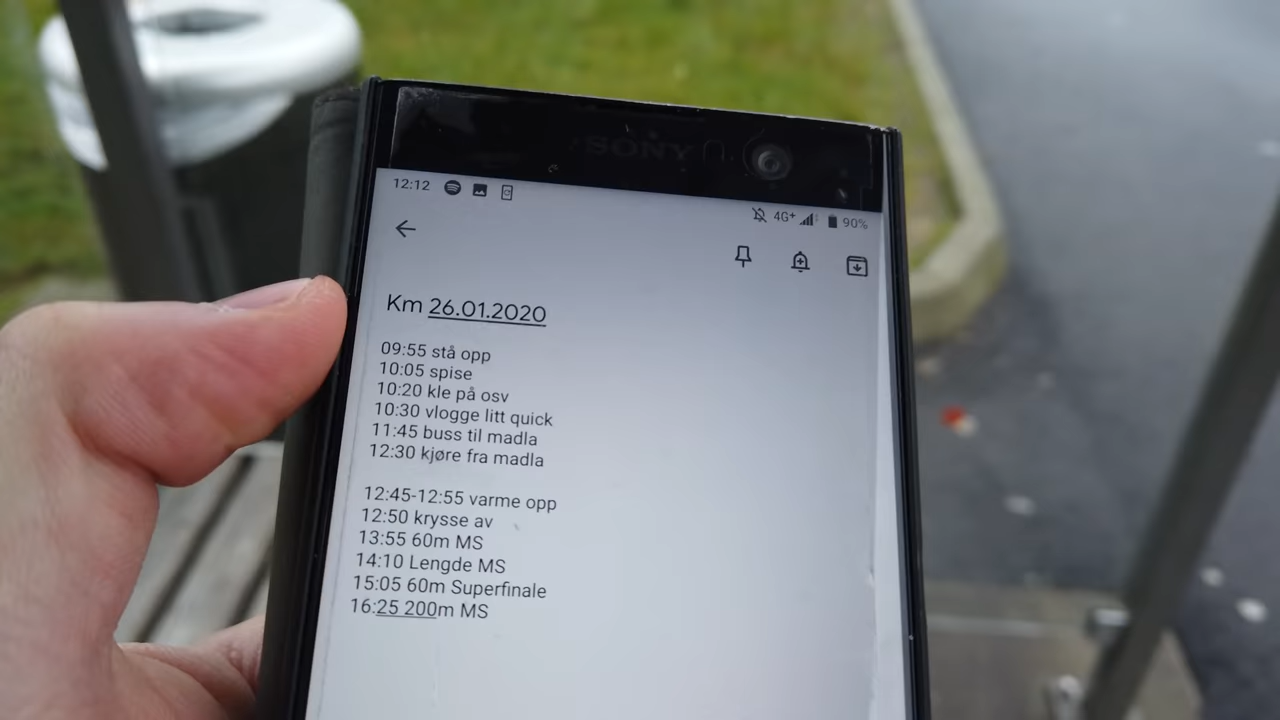 SONY
12:12
4G+ 90%
Km 26.01.2020
09:55 stå opp
10:05 spise
10:20 kle på osv
10:30 vlogge litt quick
11:45 buss til madla
12:30 kjøre fra madla
12:45-12:55 varme opp
12:50 krysse av
13:55 60m MS
14:10 Lengde MS
15:05 60m Superfinale
16:25 200m MS